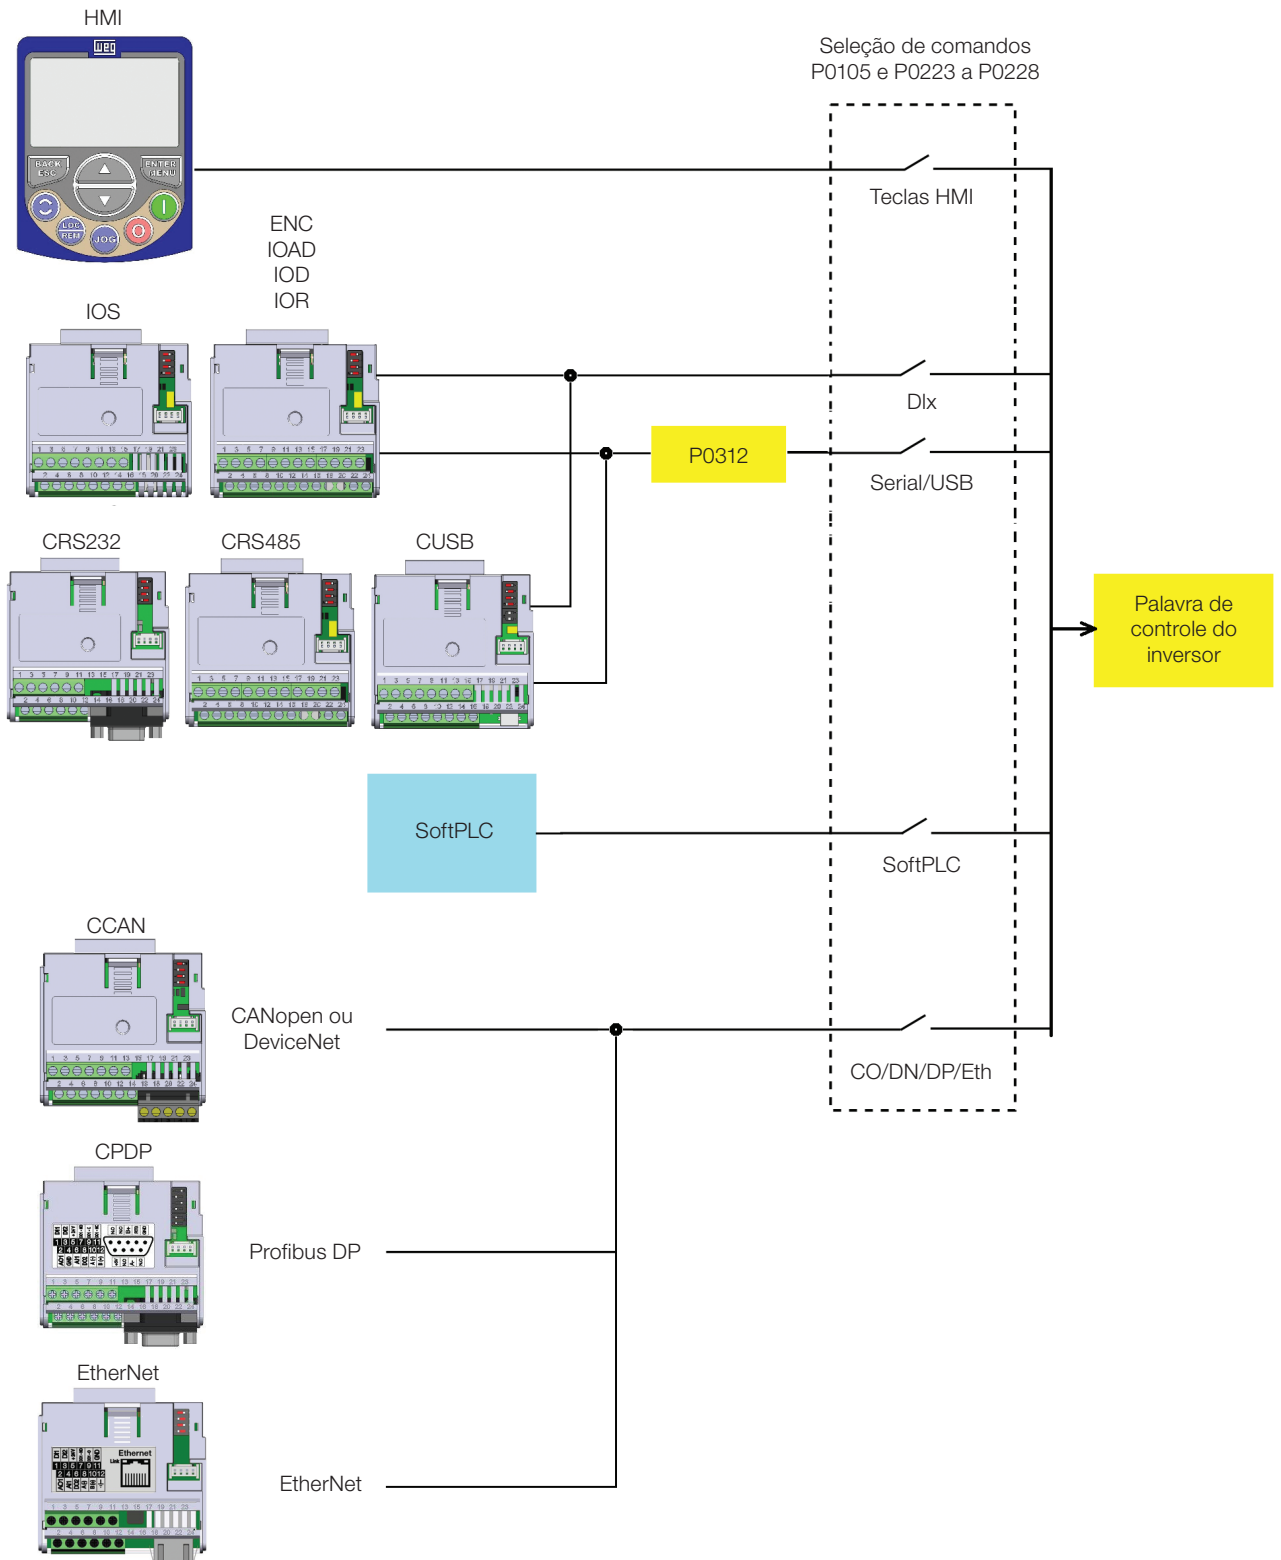 HMI
weg
BACK
ESC
ENTER
MENU
LOC
REM
JOG
Seleção de comandos
P0105 e P0223 a P0228
Teclas HMI
ENC
IOAD
IOD
IOR
IOS
DIx
P0312
Serial/USB
CRS232
CRS485
CUSB
Palavra de
controle do
inversor
SoftPLC
SoftPLC
CCAN
CANopen ou
DeviceNet
CO/DN/DP/Eth
CPDP
Profibus DP
EtherNet
Ethernet
Link
EtherNet